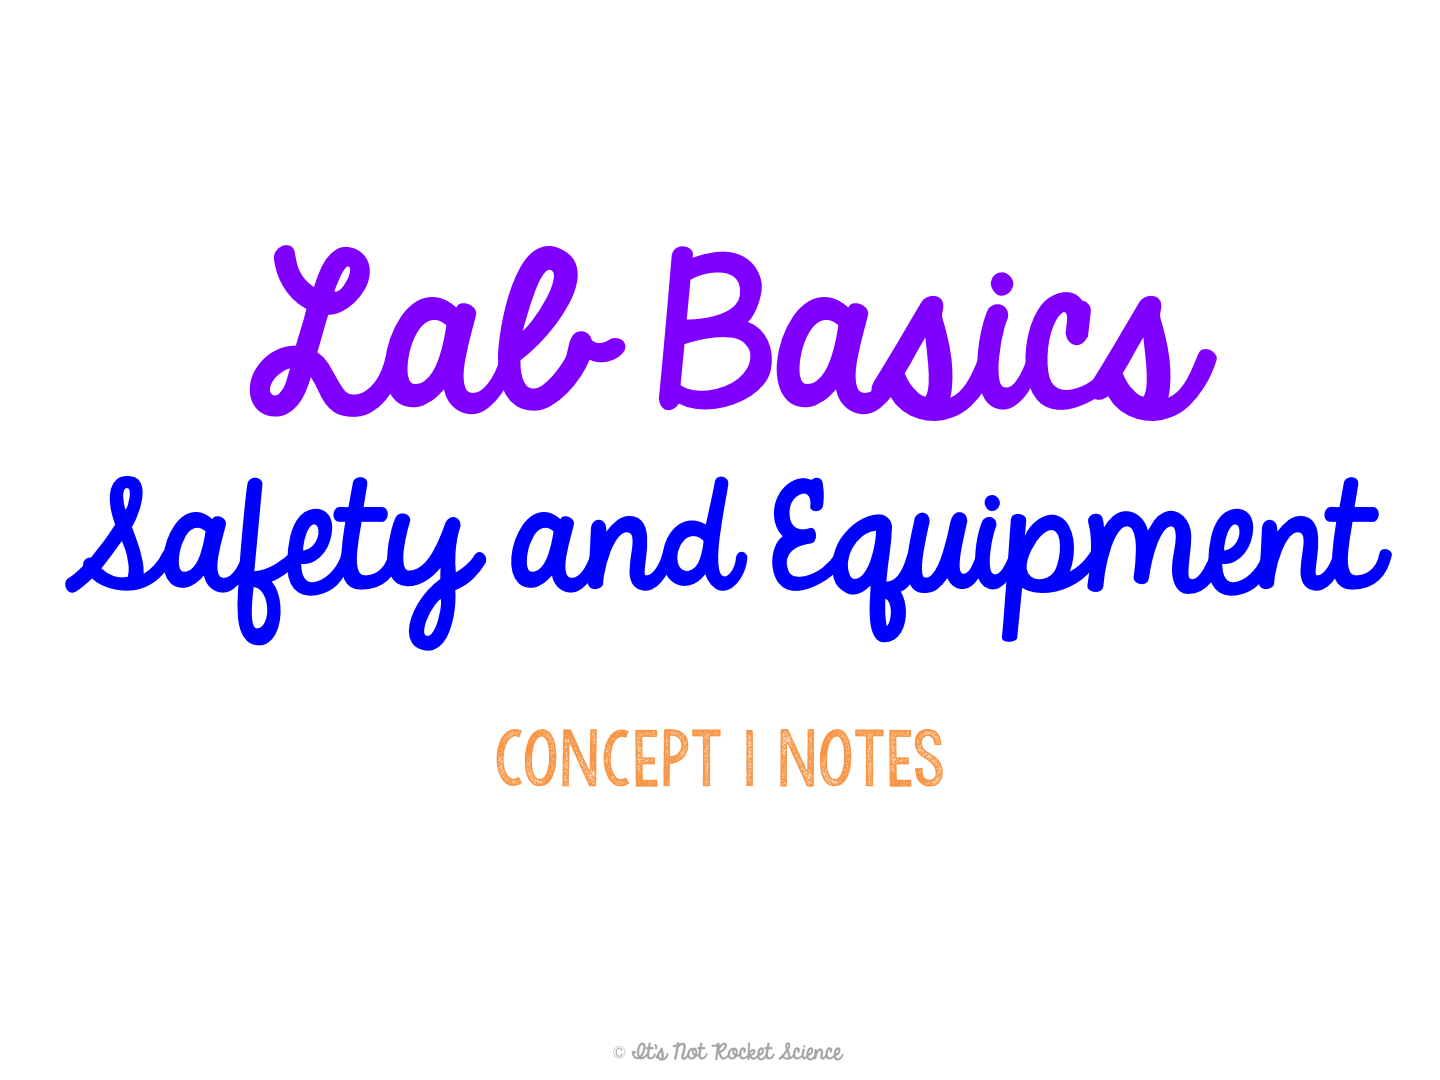 Lab Basics
Safety and Equipment
CONCEPT 1 NOTES
© It's Not Rocket Science